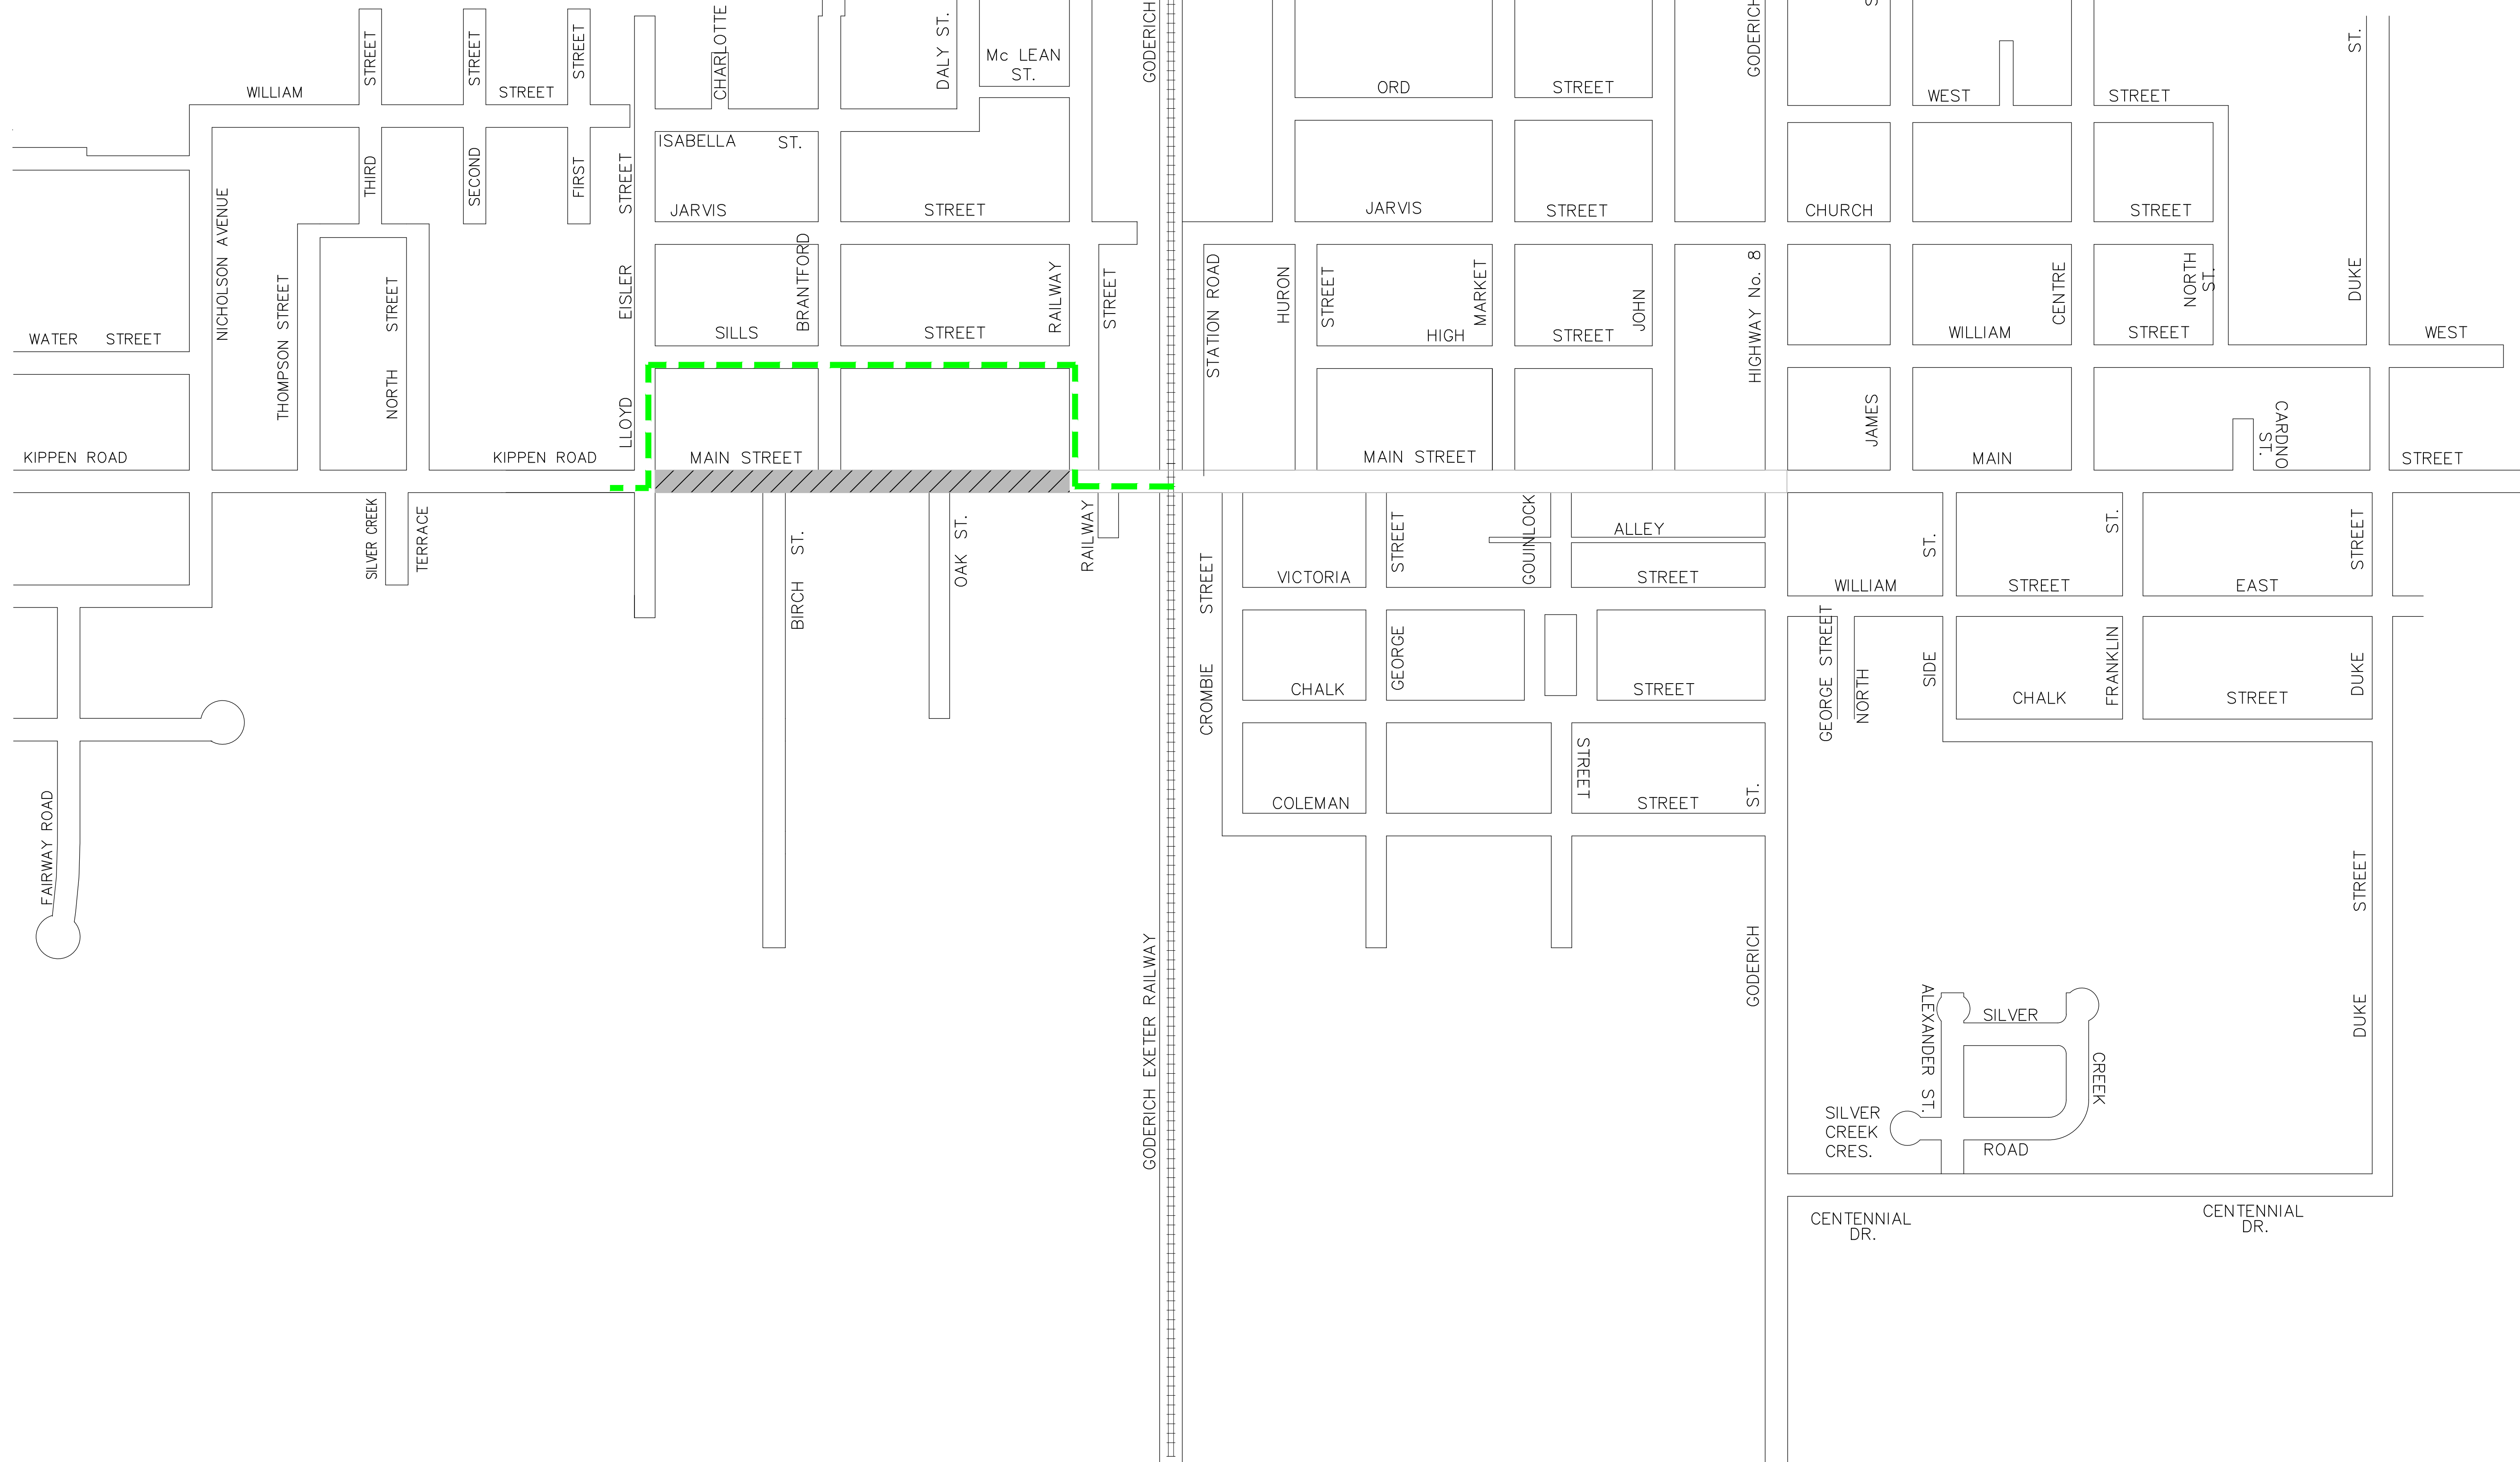 CHARLOTTE
DALY ST.
Mc LEAN
ST.
GODERICH
GODERICH
ST.
STREET
STREET
STREET
WILLIAM STREET
ORD STREET
WEST STREET
ISABELLA ST.
THIRD
SECOND
FIRST
STREET
NICHOLSON AVENUE
JARVIS STREET
JARVIS STREET
CHURCH STREET
THOMPSON STREET
NORTH STREET
EISLER
BRANTFORD
RAILWAY
STREET
STATION ROAD
HURON
STREET
MARKET
JOHN
HIGHWAY No. 8
CENTRE
NORTH
ST.
DUKE
WATER STREET
SILLS STREET
HIGH STREET
WILLIAM STREET
WEST
LLOYD
JAMES
CARDNO
ST.
KIPPEN ROAD
KIPPEN ROAD
MAIN STREET
MAIN STREET
MAIN
STREET
SILVER CREEK
TERRACE
BIRCH ST.
OAK ST.
RAILWAY
CROMBIE STREET
STREET
GOUINLOCK
ALLEY
ST.
ST.
STREET
VICTORIA STREET
WILLIAM STREET EAST
GEORGE
GEORGE STREET
NORTH
SIDE
FRANKLIN
DUKE
CHALK STREET
CHALK STREET
STREET
COLEMAN STREET
ST.
FAIRWAY ROAD
GODERICH EXETER RAILWAY
GODERICH
STREET
DUKE
ALEXANDER ST.
SILVER
CREEK
ROAD
SILVER
CREEK
CRES.
CENTENNIAL
DR.
CENTENNIAL
DR.